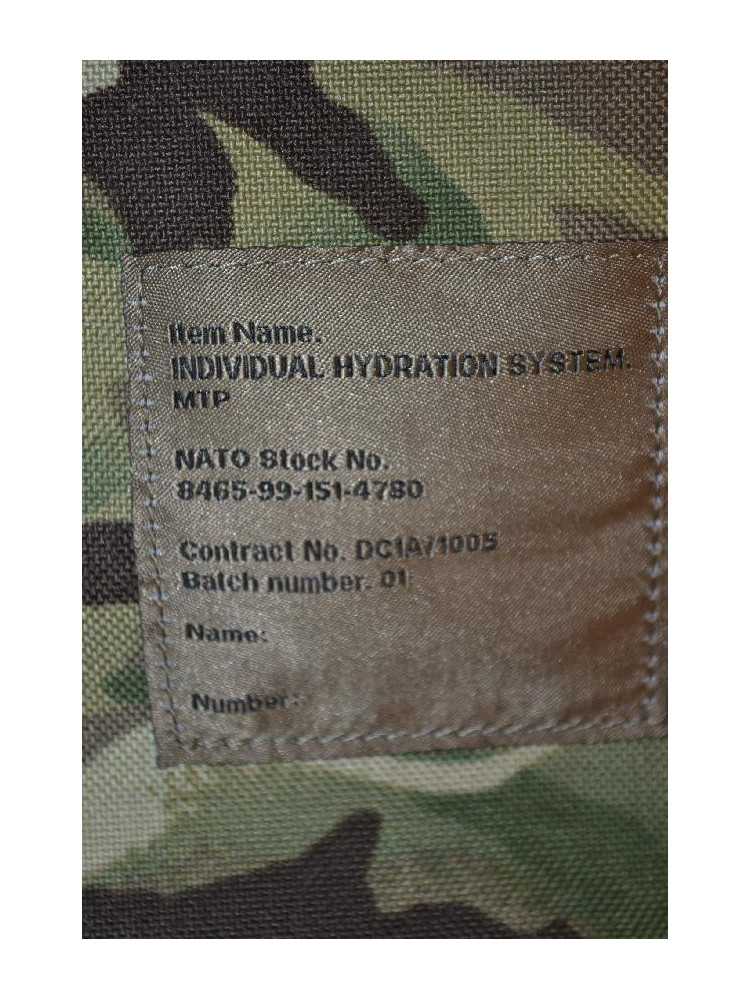 Item Name.
INDIVIDUAL HYDRATION SYSTEM.
MTP
NATO Stock No.
8465-99-151-4780
Contract No. DC1A/1005
Batch number. 01
Name:
Number: